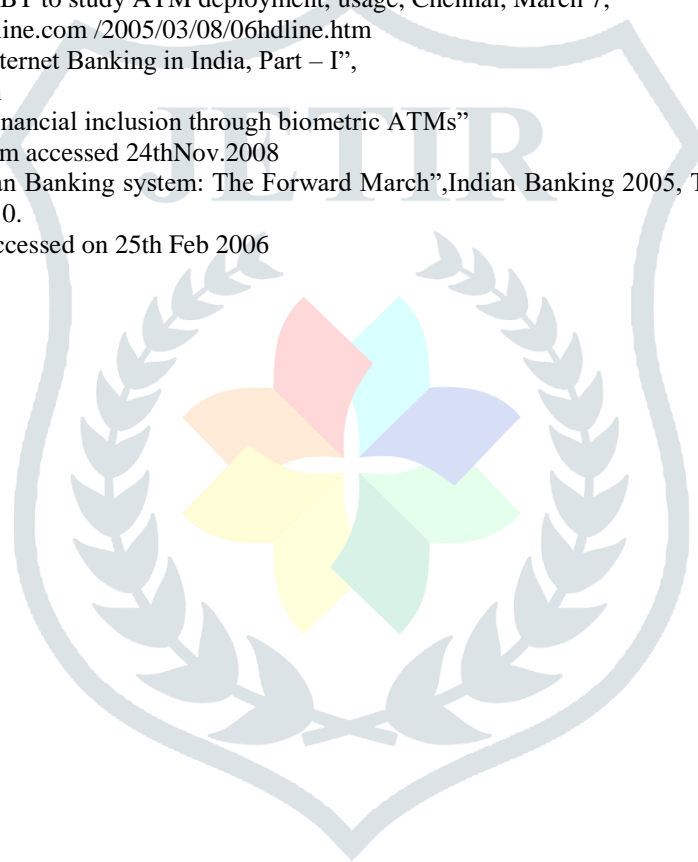 BT to study ATM deployment, usage, Chennai, March 7,
line.com /2005/03/08/06hdline.htm
ternet Banking in India, Part – I”,
nancial inclusion through biometric ATMs”
JETIR
m accessed 24thNov.2008
an Banking system: The Forward March”,Indian Banking 2005, T
0.
ccessed on 25th Feb 2006